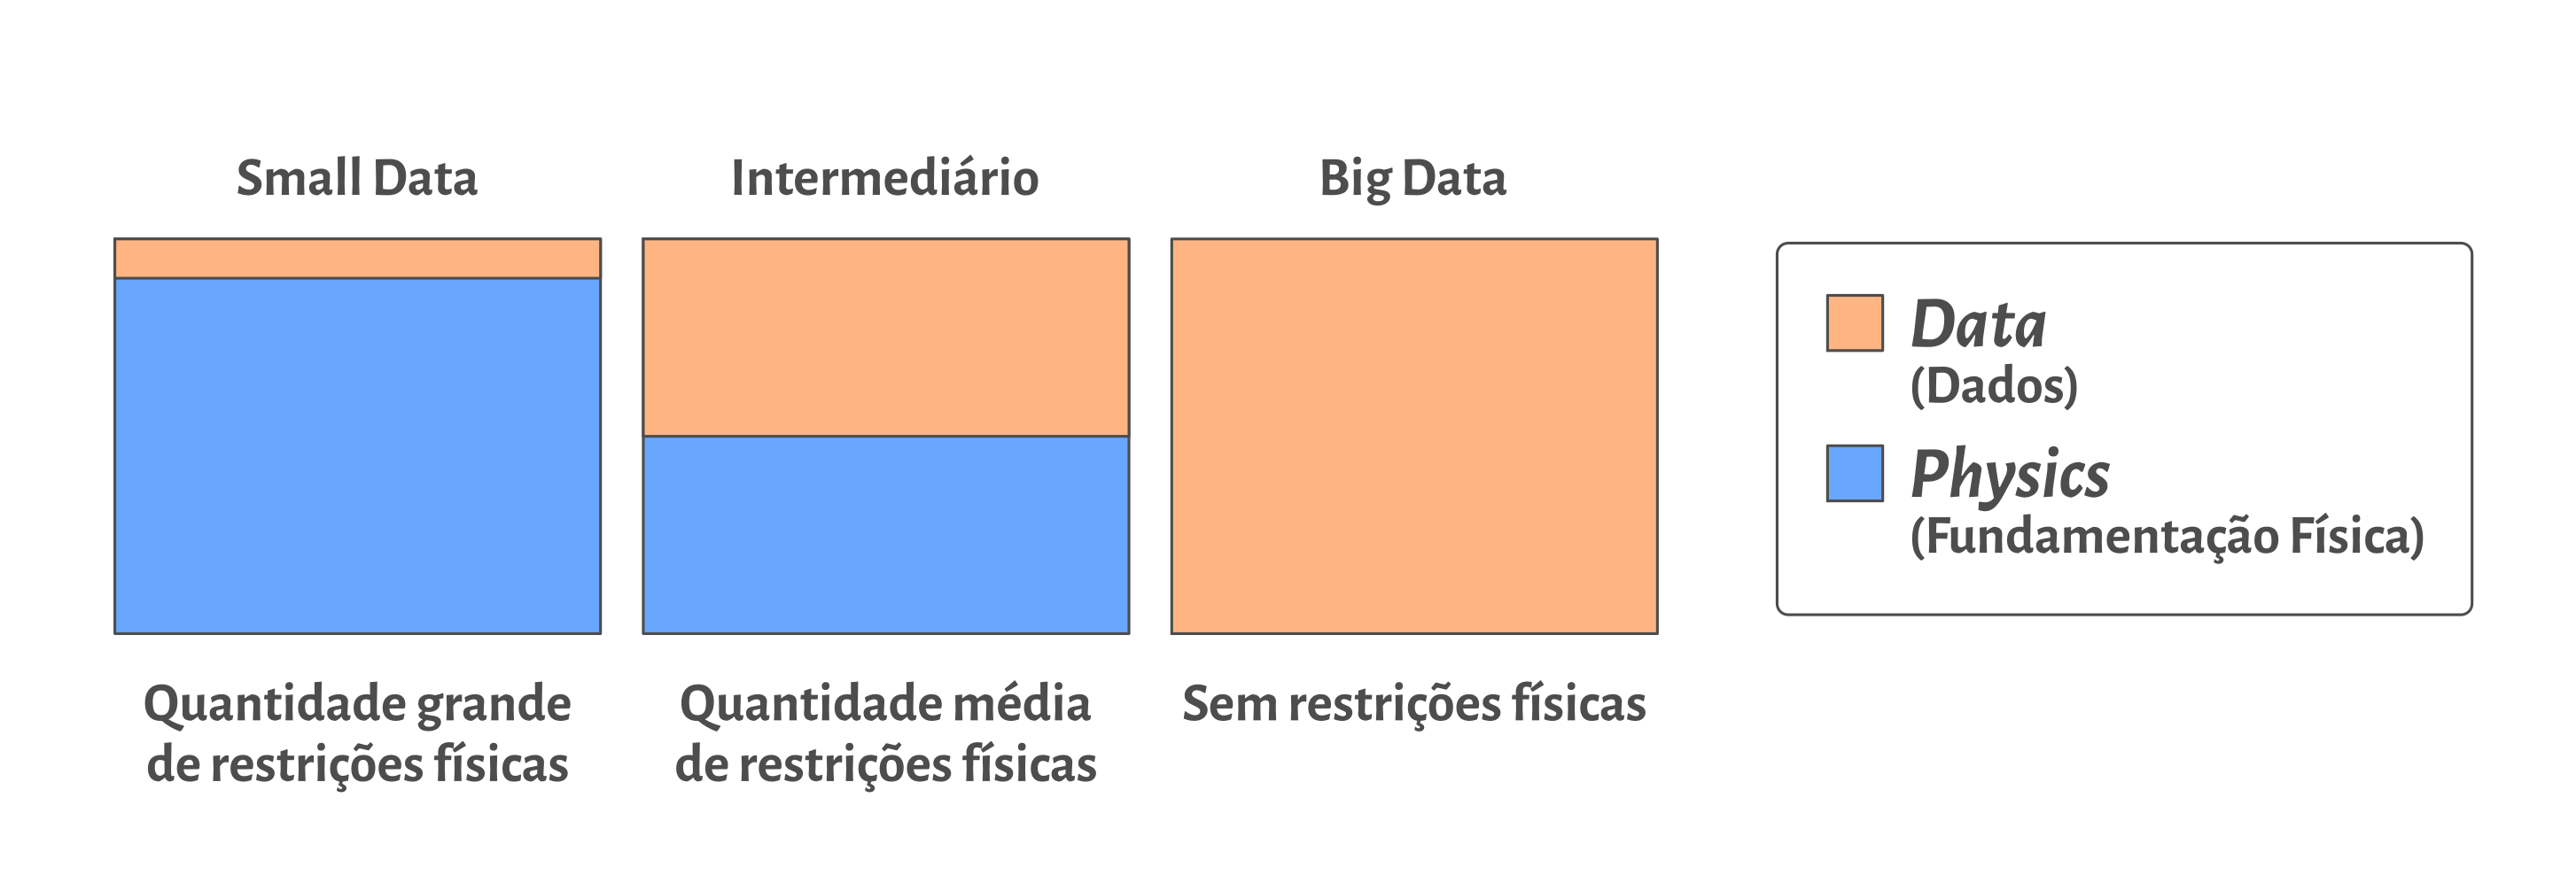 Small Data
Intermediário
Big Data
Data
(Dados)
Physics
(Fundamentação Física)
Quantidade grande
de restrições físicas
Quantidade média
de restrições físicas
Sem restrições físicas